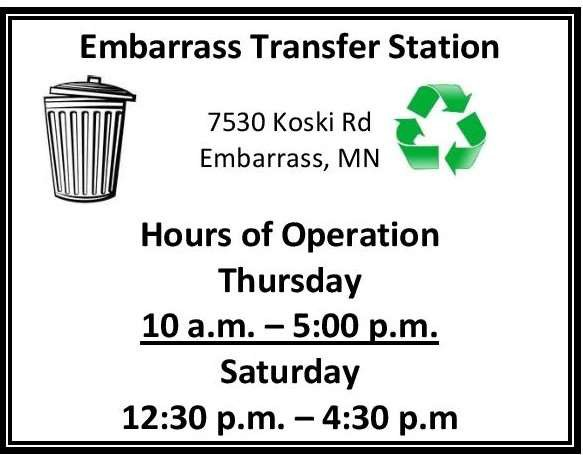 Embarrass Transfer Station
7530 Koski Rd
Embarrass, MN
Hours of Operation
Thursday
10 a.m. – 5:00 p.m.
Saturday
12:30 p.m. – 4:30 p.m